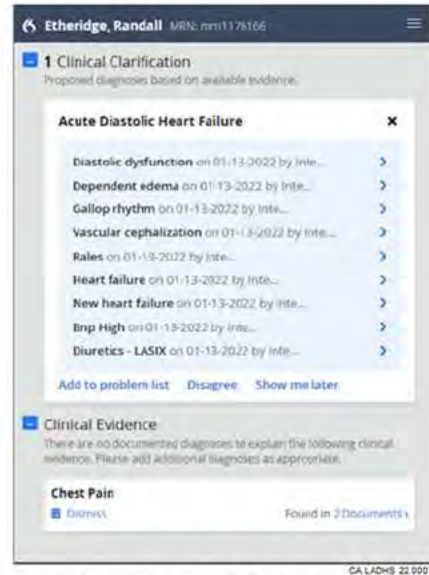 Etheridge, Randall MRN: mrn1176166
1 Clinical Clarification
Proposed diagnoses based on available evidence.
Acute Diastolic Heart Failure
Diastolic dysfunction on 01-13-2022 by Inte...
Dependent edema on 01-13-2022 by Inte...
Gallop rhythm on 01-13-2022 by Inte...
Vascular cephalization on 01-13-2022 by Inte...
Rales on 01-13-2022 by Inte...
Heart failure on 01-13-2022 by Inte...
New heart failure on 01-13-2022 by Inte...
Bnp High on 01-13-2022 by Inte...
Diuretics - LASIX on 01-13-2022 by Inte...
Add to problem list Disagree Show me later
Clinical Evidence
There are no documented diagnoses to explain the following clinical
evidence. Please add additional diagnoses as appropriate.
Chest Pain
Dismiss Found in 2 Documents
CA LADHS 22 000